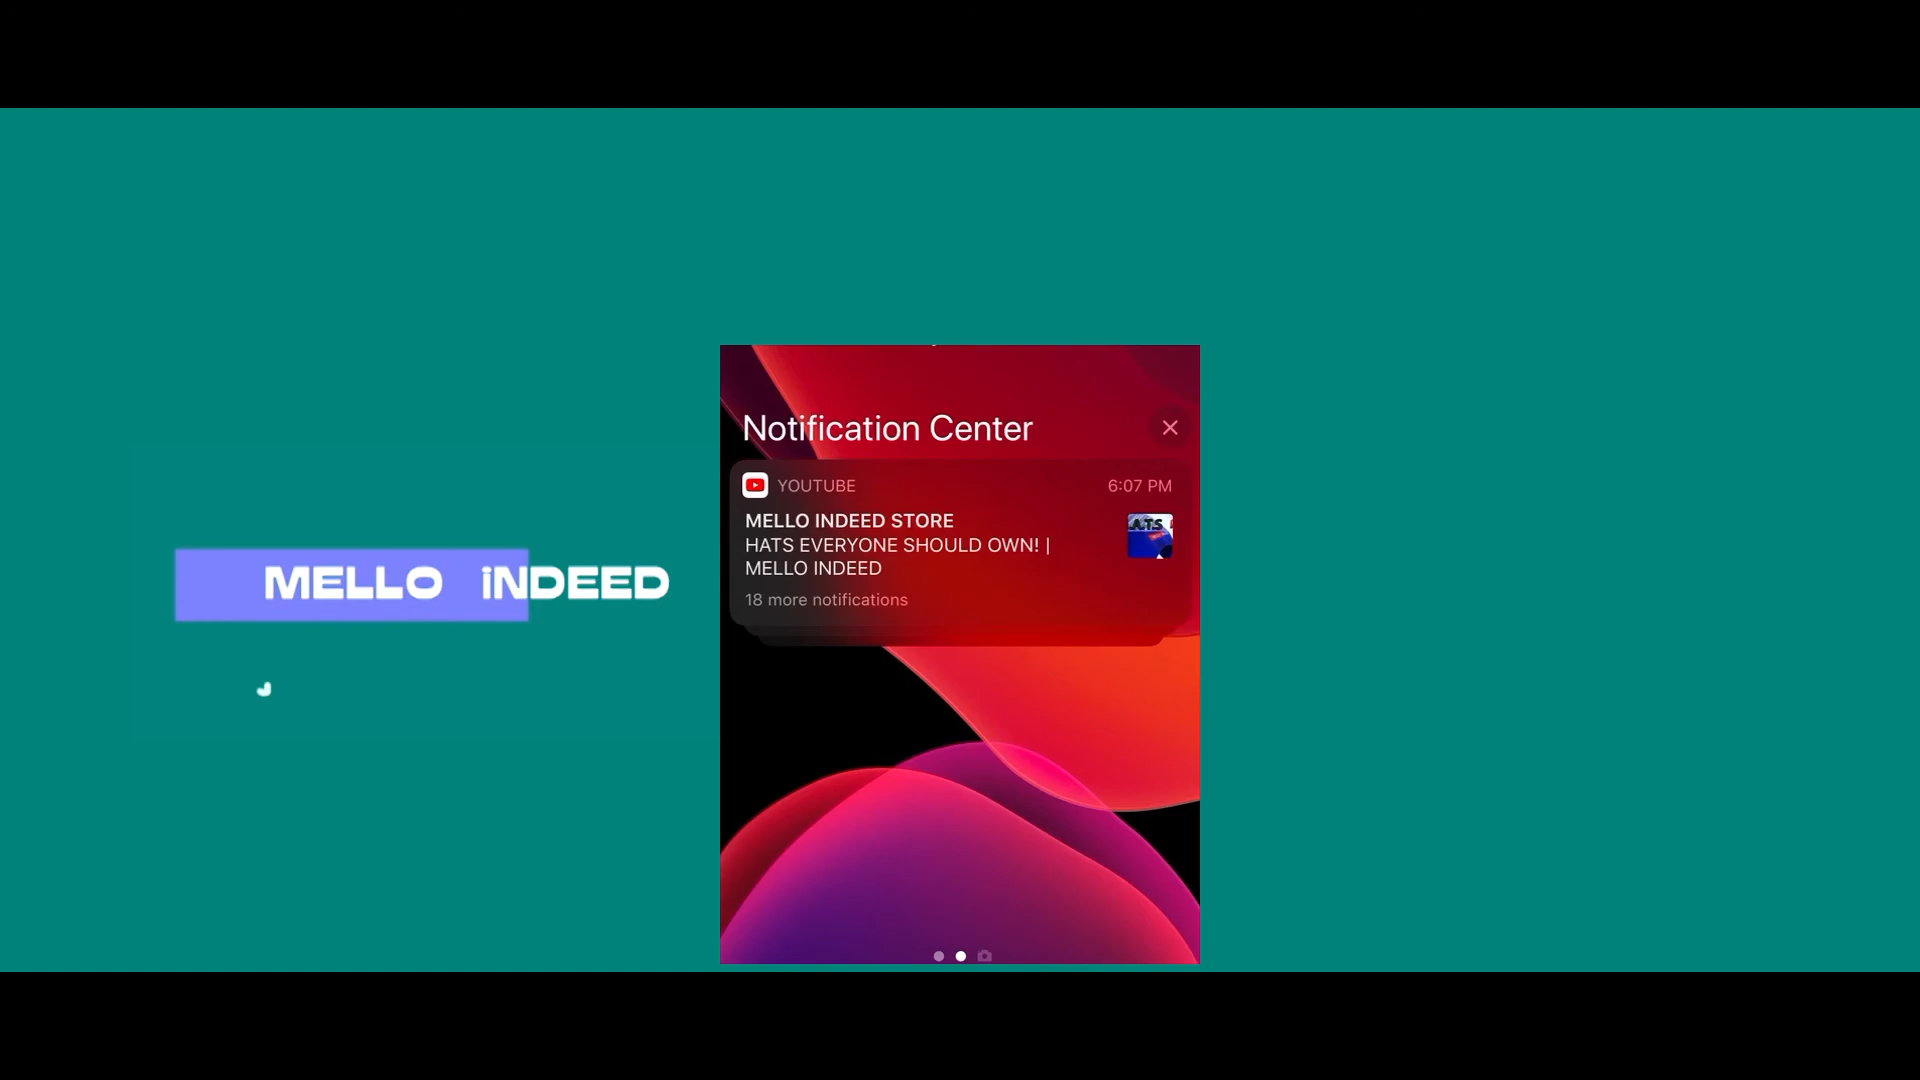 MELLO iNDEED
Notification Center
YOUTUBE 6:07 PM
MELLO INDEED STORE
HATS EVERYONE SHOULD OWN! |
MELLO INDEED
18 more notifications
ATS